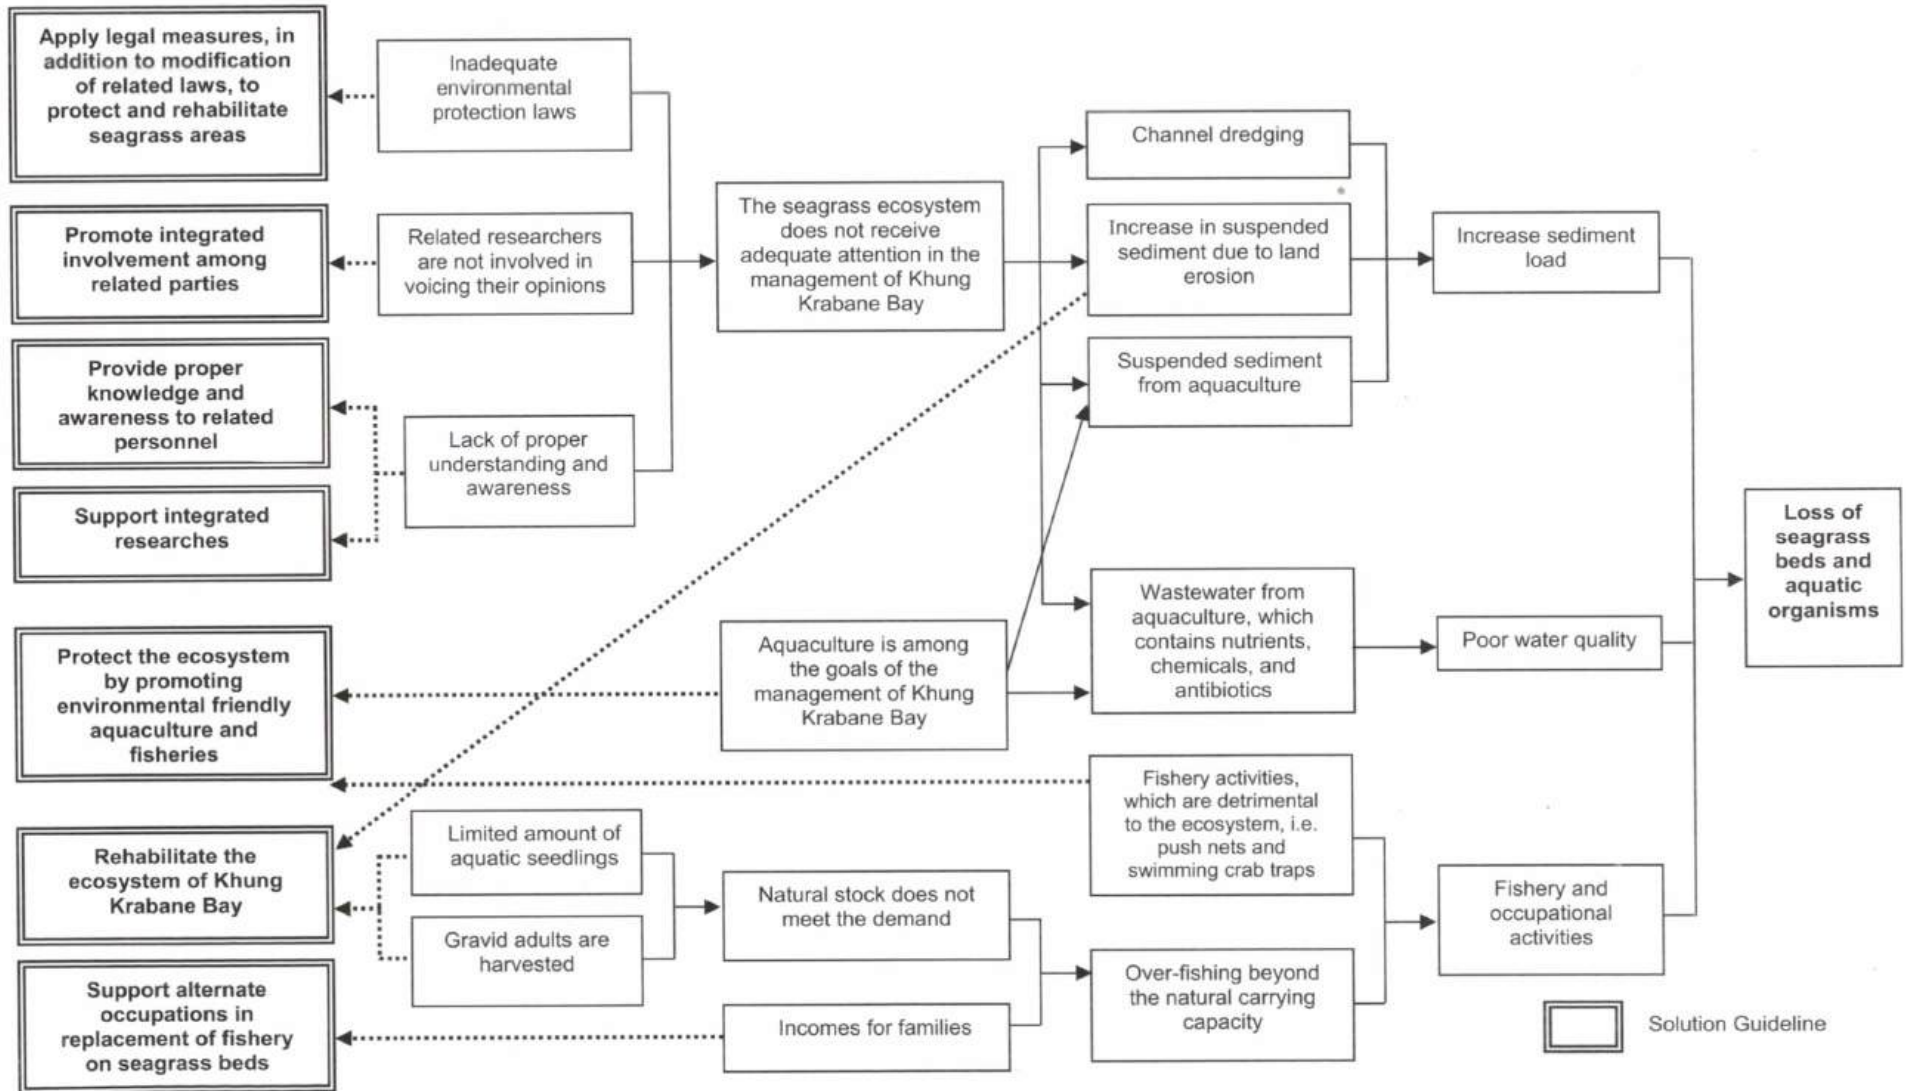 Apply legal measures, in
addition to modification
of related laws, to
protect and rehabilitate
seagrass areas
Promote integrated
involvement among
related parties
Provide proper
knowledge and
awareness to related
personnel
Support integrated
researches
Protect the ecosystem
by promoting
environmental friendly
aquaculture and
fisheries
Rehabilitate the
ecosystem of Khung
Krabane Bay
Support alternate
occupations in
replacement of fishery
on seagrass beds
Inadequate
environmental
protection laws
Related researchers
are not involved in
voicing their opinions
Lack of proper
understanding and
awareness
Limited amount of
aquatic seedlings
Gravid adults are
harvested
The seagrass ecosystem
does not receive
adequate attention in the
management of Khung
Krabane Bay
Aquaculture is among
the goals of the
management of Khung
Krabane Bay
Natural stock does not
meet the demand
Incomes for families
Channel dredging
Increase in suspended
sediment due to land
erosion
Suspended sediment
from aquaculture
Wastewater from
aquaculture, which
contains nutrients,
chemicals, and
antibiotics
Fishery activities,
which are detrimental
to the ecosystem, i.e.
push nets and
swimming crab traps
Over-fishing beyond
the natural carrying
capacity
Increase sediment
load
Poor water quality
Fishery and
occupational
activities
Loss of
seagrass
beds and
aquatic
organisms
Solution Guideline